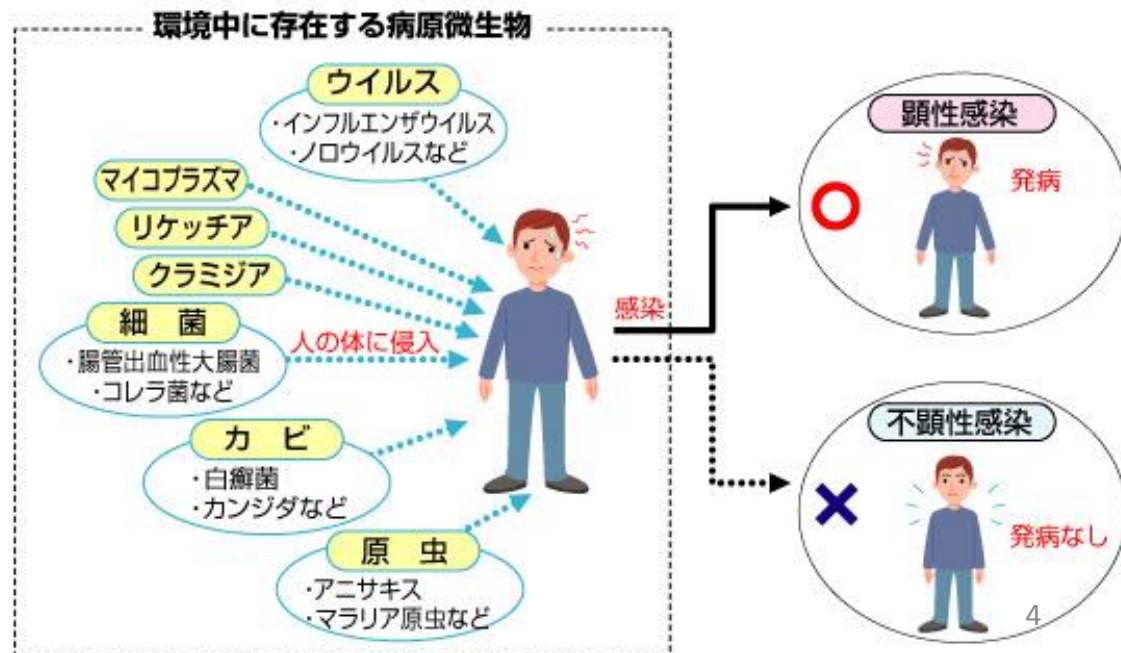 環境中に存在する病原微生物
ウイルス
・インフルエンザウイルス
・ノロウイルスなど
マイコプラズマ
リケッチア
クラミジア
細　菌
・腸管出血性大腸菌
・コレラ菌など
人の体に侵入
カ　ビ
・白癬菌
・カンジダなど
原　虫
・アニサキス
・マラリア原虫など
感染
顕性感染
発病
不顕性感染
発病なし
4